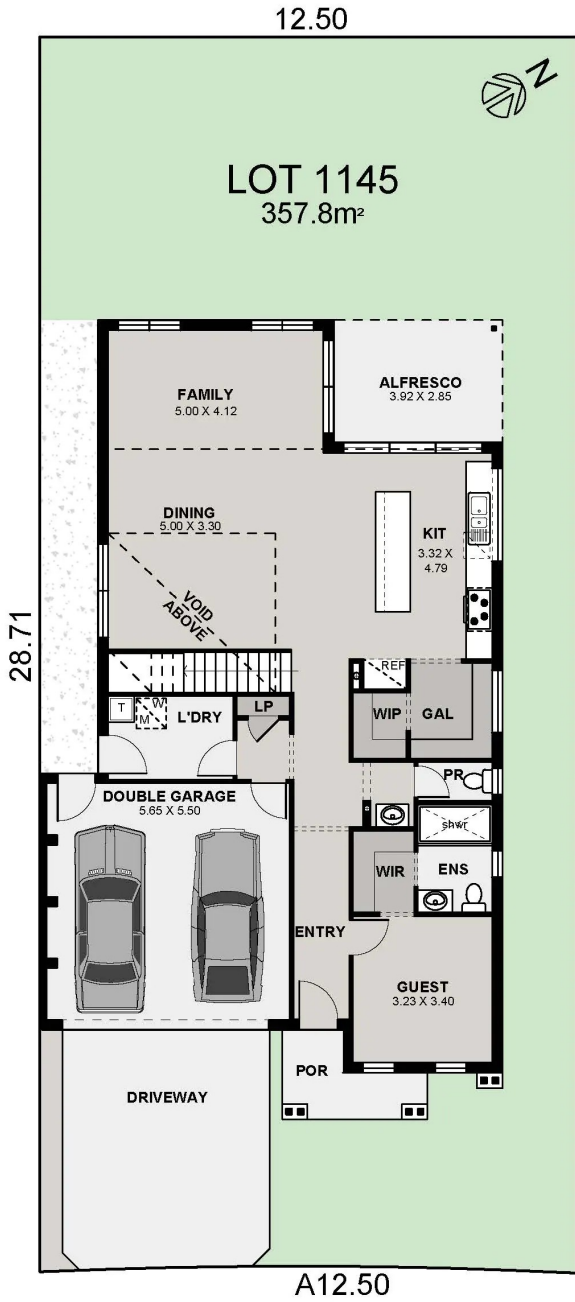 12.50
N
LOT 1145
357.8m²
FAMILY
5.00 X 4.12
ALFRESCO
3.92 X 2.85
DINING
5.00 X 3.30
KIT
3.32 X
4.79
VOID
ABOVE
28.71
REF
T
W
M
L'DRY
LP
WIP
GAL
PR
DOUBLE GARAGE
5.65 X 5.50
shwr
WIR
ENS
ENTRY
GUEST
3.23 X 3.40
POR
DRIVEWAY
A12.50